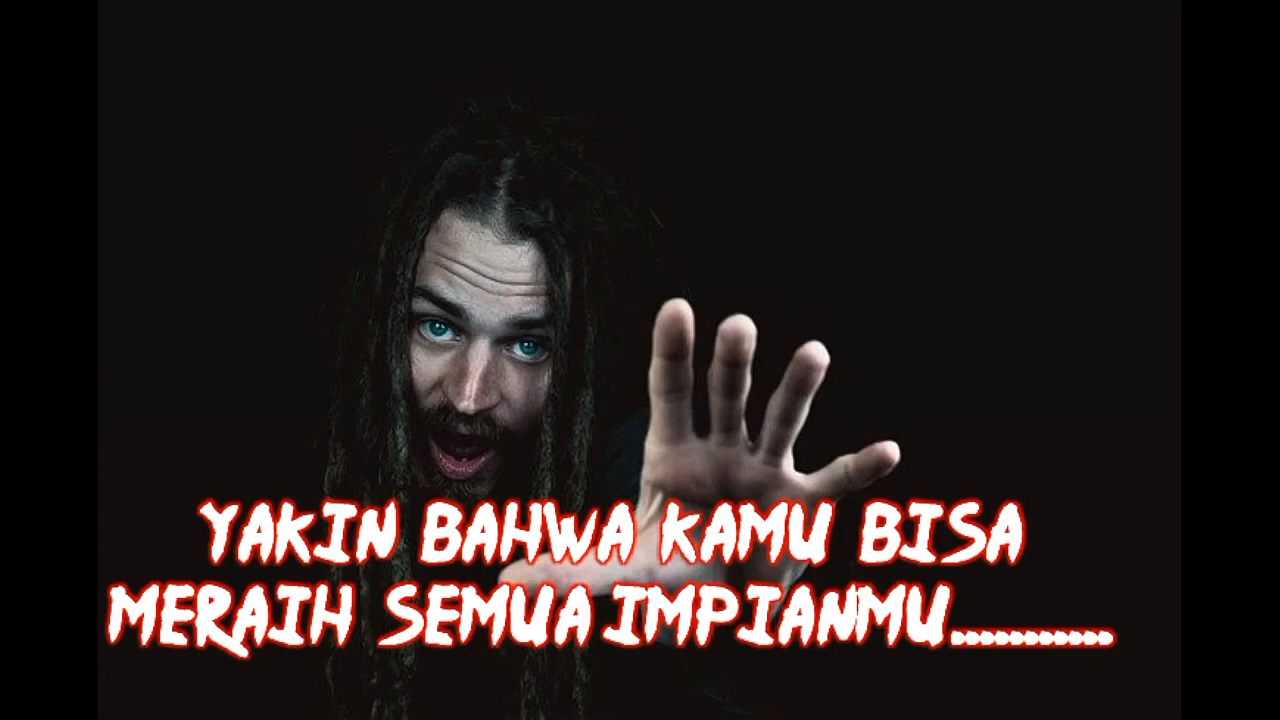 YAKIN BAHWA KAMU BISA
MERAIH SEMUA IMPIANMU...........